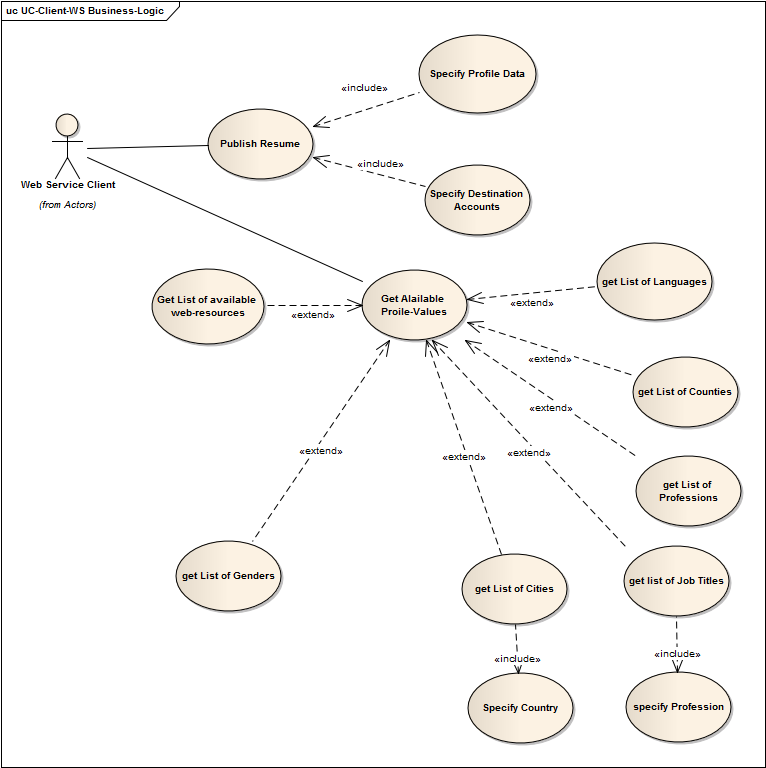 uc UC-Client-WS Business-Logic
Specify Profile Data
«include»
Publish Resume
«include»
Web Service Client
(from Actors)
Specify Destination
Accounts
Get List of available
web-resources
«extend»
Get Alailable
Proile-Values
get List of Languages
«extend»
«extend»
get List of Counties
«extend»
«extend»
«extend»
«extend»
get List of
Professions
get List of Genders
get List of Cities
get list of Job Titles
«include»
«include»
Specify Country
specify Profession